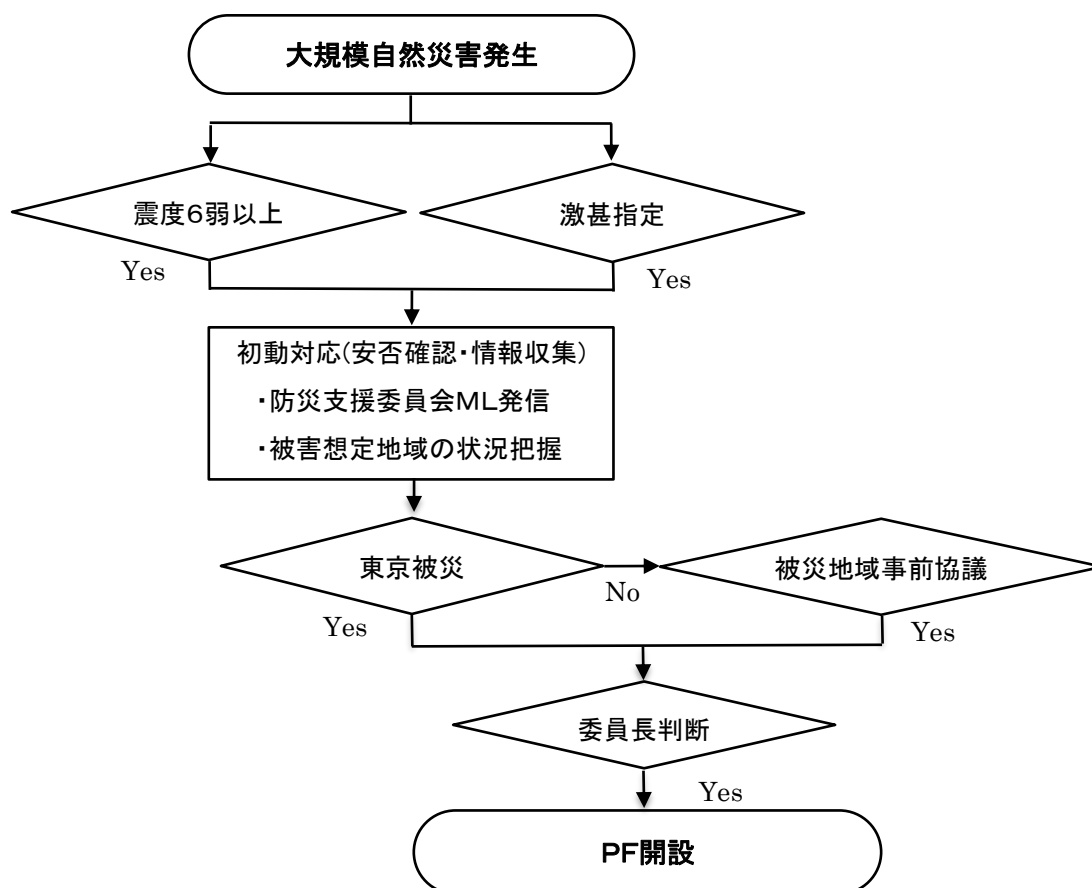 大規模自然災害発生
震度6弱以上
激甚指定
Yes
Yes
初動対応(安否確認・情報収集)
・防災支援委員会ML発信
・被害想定地域の状況把握
東京被災
No
被災地域事前協議
Yes
Yes
委員長判断
Yes
PF開設